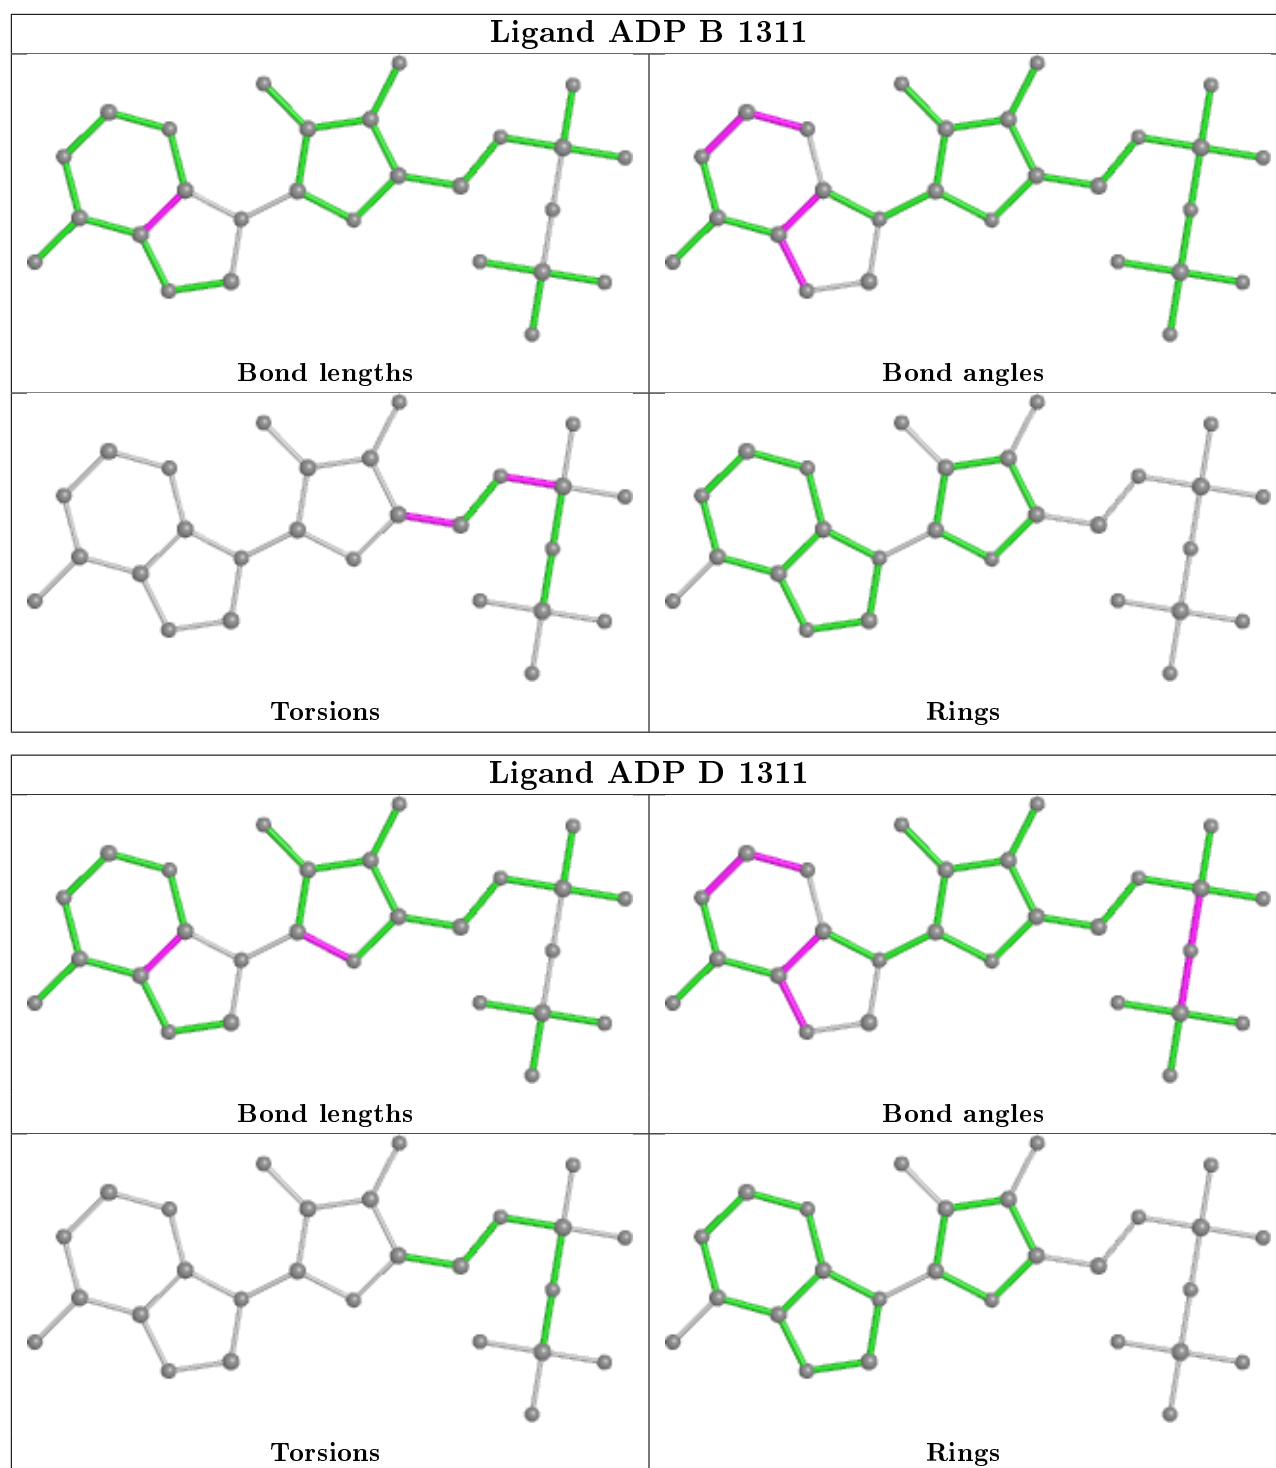 Ligand ADP B 1311
Bond lengths
Bond angles
Torsions
Rings
Ligand ADP D 1311
Bond lengths
Bond angles
Torsions
Rings